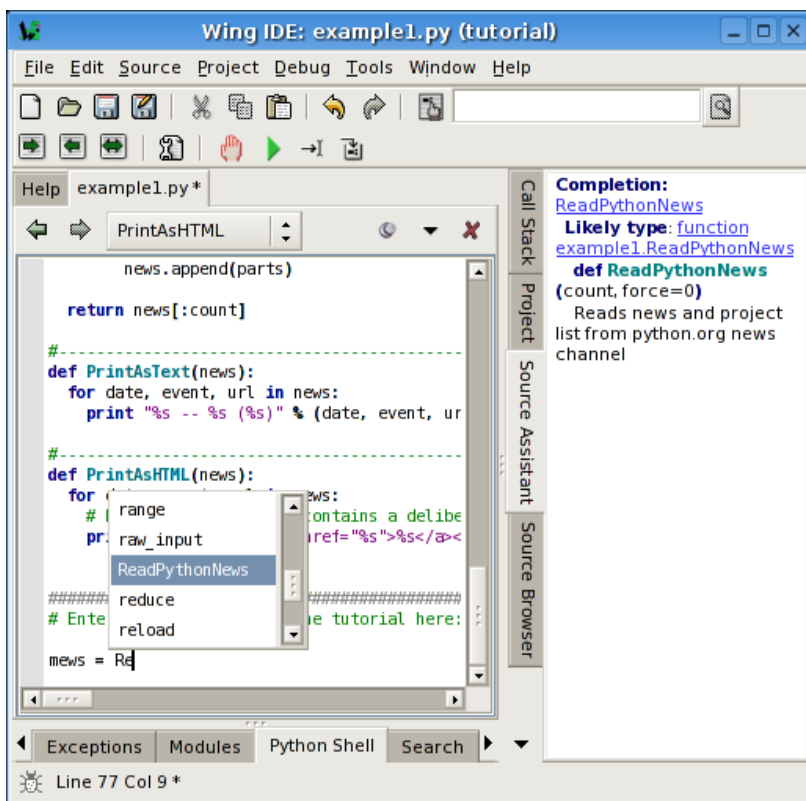 Wing IDE: example1.py (tutorial)
File Edit Source Project Debug Tools Window Help
Help example1.py*
PrintAsHTML
news.append(parts)
return news[:count]
#--------------------------------------------
def PrintAsText(news):
for date, event, url in news:
print "%s -- %s (%s)" % (date, event, ur
#--------------------------------------------
def PrintAsHTML(news):
for ews:
# contains a delibe
pr ref="%s">%s</a><
range
raw_input
ReadPythonNews
reduce
reload
# Ente e tutorial here:
mews = Re
Call Stack
Project
Source Assistant
Source Browser
Completion:
ReadPythonNews
Likely type: function
example1.ReadPythonNews
def ReadPythonNews
(count, force=0)
Reads news and project
list from python.org news
channel
Exceptions Modules Python Shell Search
Line 77 Col 9 *